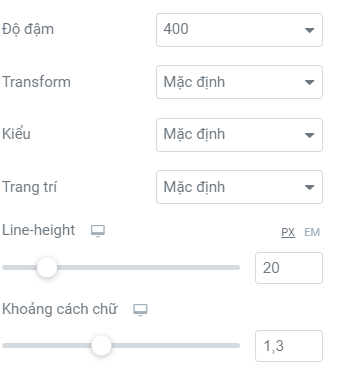 Độ đậm 400
Transform Mặc định
Kiểu Mặc định
Trang trí Mặc định
Line-height PX EM
20
Khoảng cách chữ
1,3